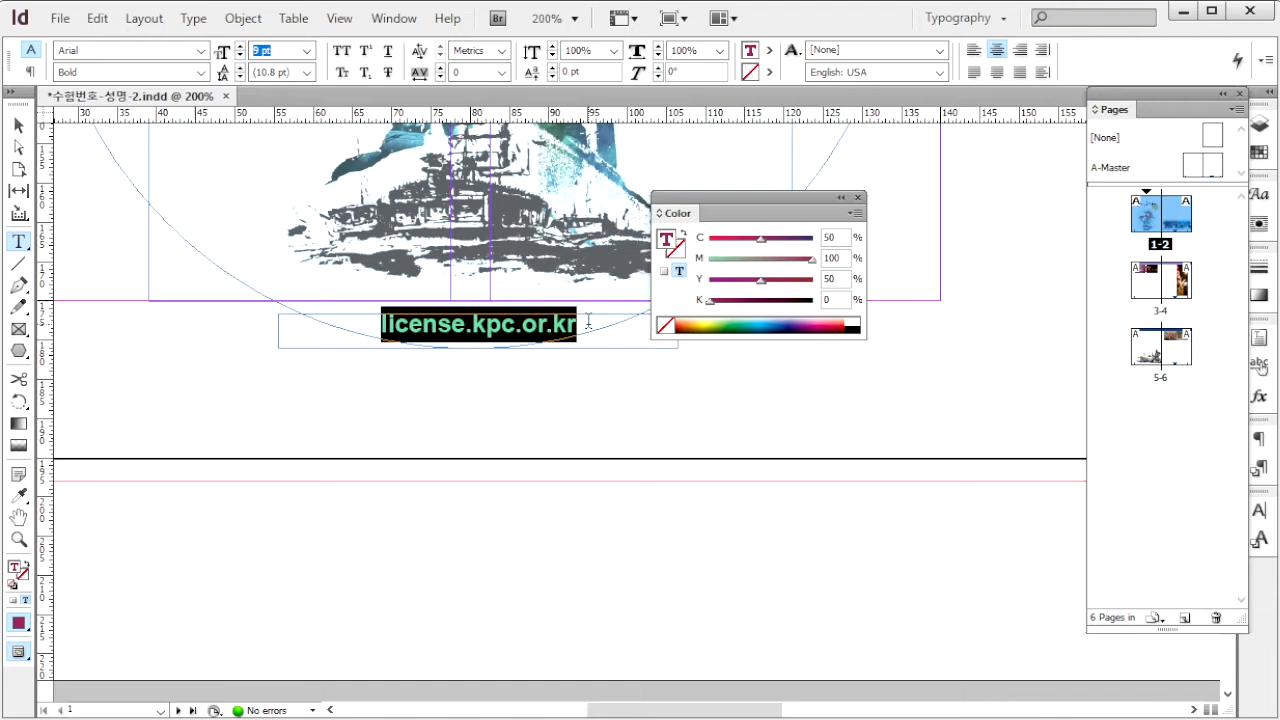 Id File Edit Layout Type Object Table View Window Help Br 200% Typography
A Arial 9 pt Metrics 100% 100% [None]
Bold (10.8 pt) 0 0 pt 0° English: USA
*수험번호-성명-2.indd @ 200% ×
30 35 40 45 50 55 60 65 70 75 80 85 90 95 100 105 110 115 120 125 130 135 140 145 150 155
Pages
[None]
A-Master
A A
1-2
A A
3-4
A A
5-6
Color
C 50 %
M 100 %
Y 50 %
K 0 %
license.kpc.or.kr
6 Pages in
1 No errors